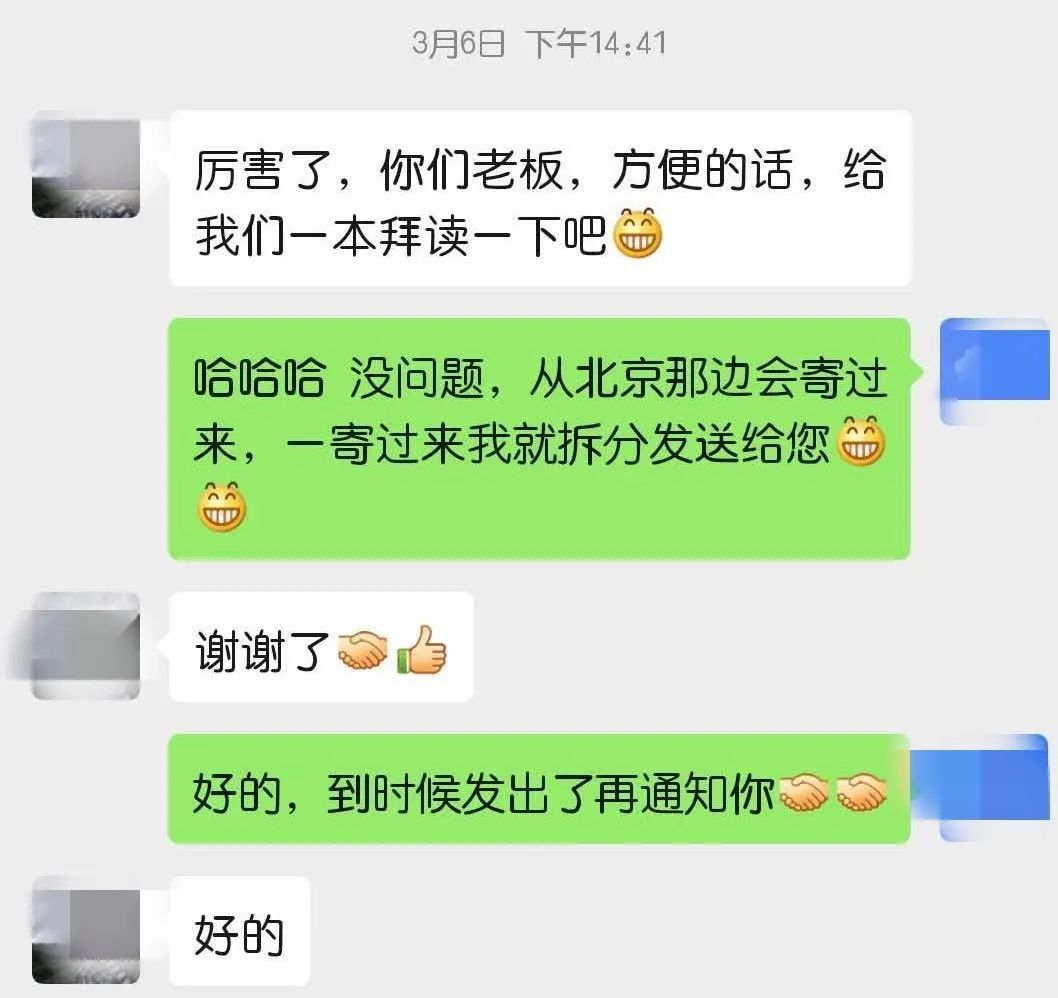 3月6日 下午14:41
厉害了，你们老板，方便的话，给
我们一本拜读一下吧😁
哈哈哈 没问题，从北京那边会寄过
来，一寄过来我就拆分发送给您😁
😁
谢谢了🤝👍
好的，到时候发出了再通知你🤝🤝
好的